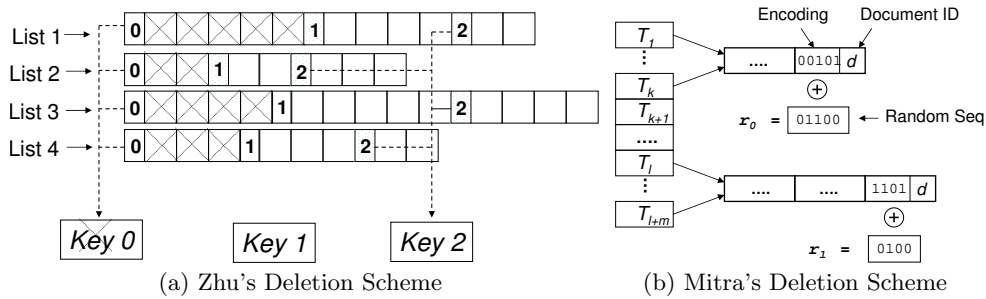 List 1
0 1 2
List 2
0 1 2
List 3
0 1 2
List 4
0 1 2
Key 0
Key 1
Key 2
(a) Zhu's Deletion Scheme
Encoding
Document ID
T1
⋮
Tk
Tk+1
....
Tl
⋮
Tl+m
.... 00101 d
r0 = 01100
Random Seq
.... .... 1101 d
r1 = 0100
(b) Mitra's Deletion Scheme